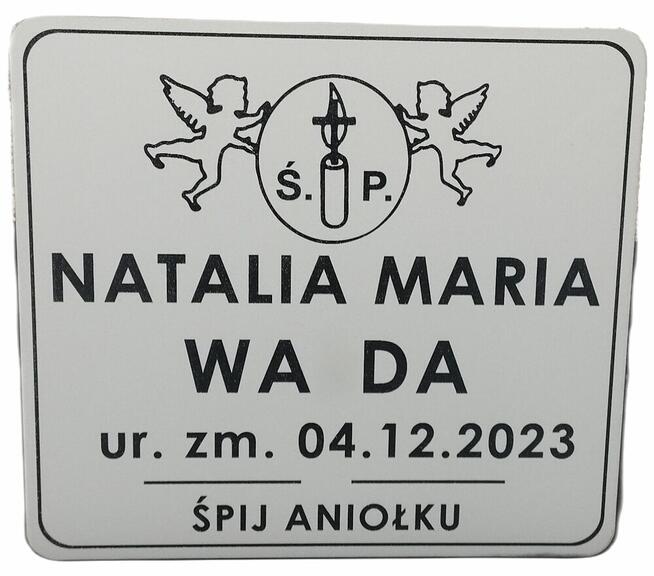 Ś. P.
NATALIA MARIA
WA DA
ur. zm. 04.12.2023
ŚPIJ ANIOŁKU